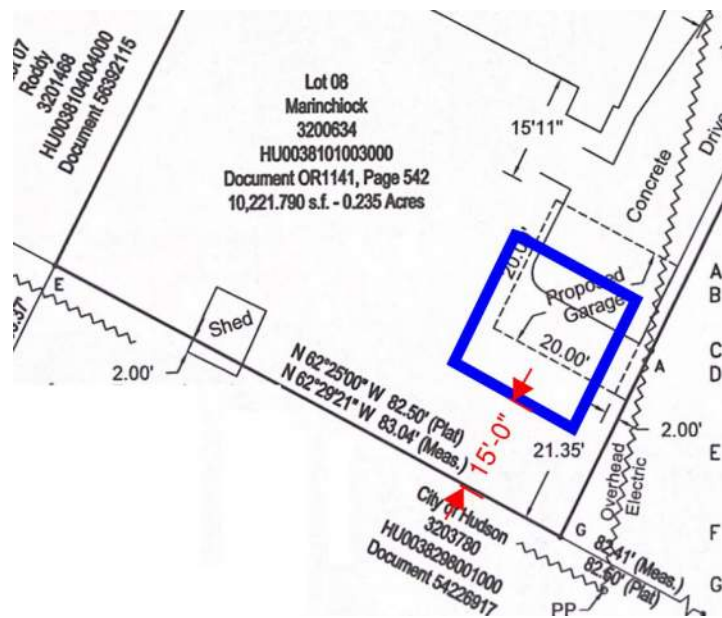 07
Roddy
3201468
HU0038104004000
Document 56392115
Lot 08
Marinchiock
3200634
HU0038101003000
Document OR1141, Page 542
10,221.790 s.f. - 0.235 Acres
15'11"
Concrete
Drive
20.00'
Proposed
Garage
20.00'
A
B
C
D
E
F
G
A
E
Shed
2.00'
N 62°25'00" W 82.50' (Plat)
N 62°29'21" W 83.04' (Meas.)
15'-0"
21.35'
2.00'
Overhead
Electric
G
City of Hudson
3203780
HU0038298001000
Document 54226917
82.41' (Meas.)
82.50' (Plat)
PP